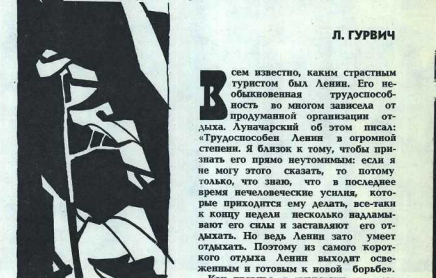 Л. ГУРВИЧ
Всем известно, каким страстным
туристом был Ленин. Его не-
обыкновенная трудоспособ-
ность во многом зависела от
продуманной организации от-
дыха. Луначарский об этом писал:
«Трудоспособен Ленин в огромной
степени. Я близок к тому, чтобы при-
знать его прямо неутомимым: если я
не могу этого сказать, то потому
только, что знаю, что в последнее
время нечеловеческие усилия, кото-
рые приходится ему делать, все-таки
к концу недели несколько надламы-
вают его силы и заставляют его от-
дыхать. Но ведь Ленин зато умеет
отдыхать. Поэтому из самого корот-
кого отдыха Ленин выходит осве-
женным и готовым к новой борьбе».